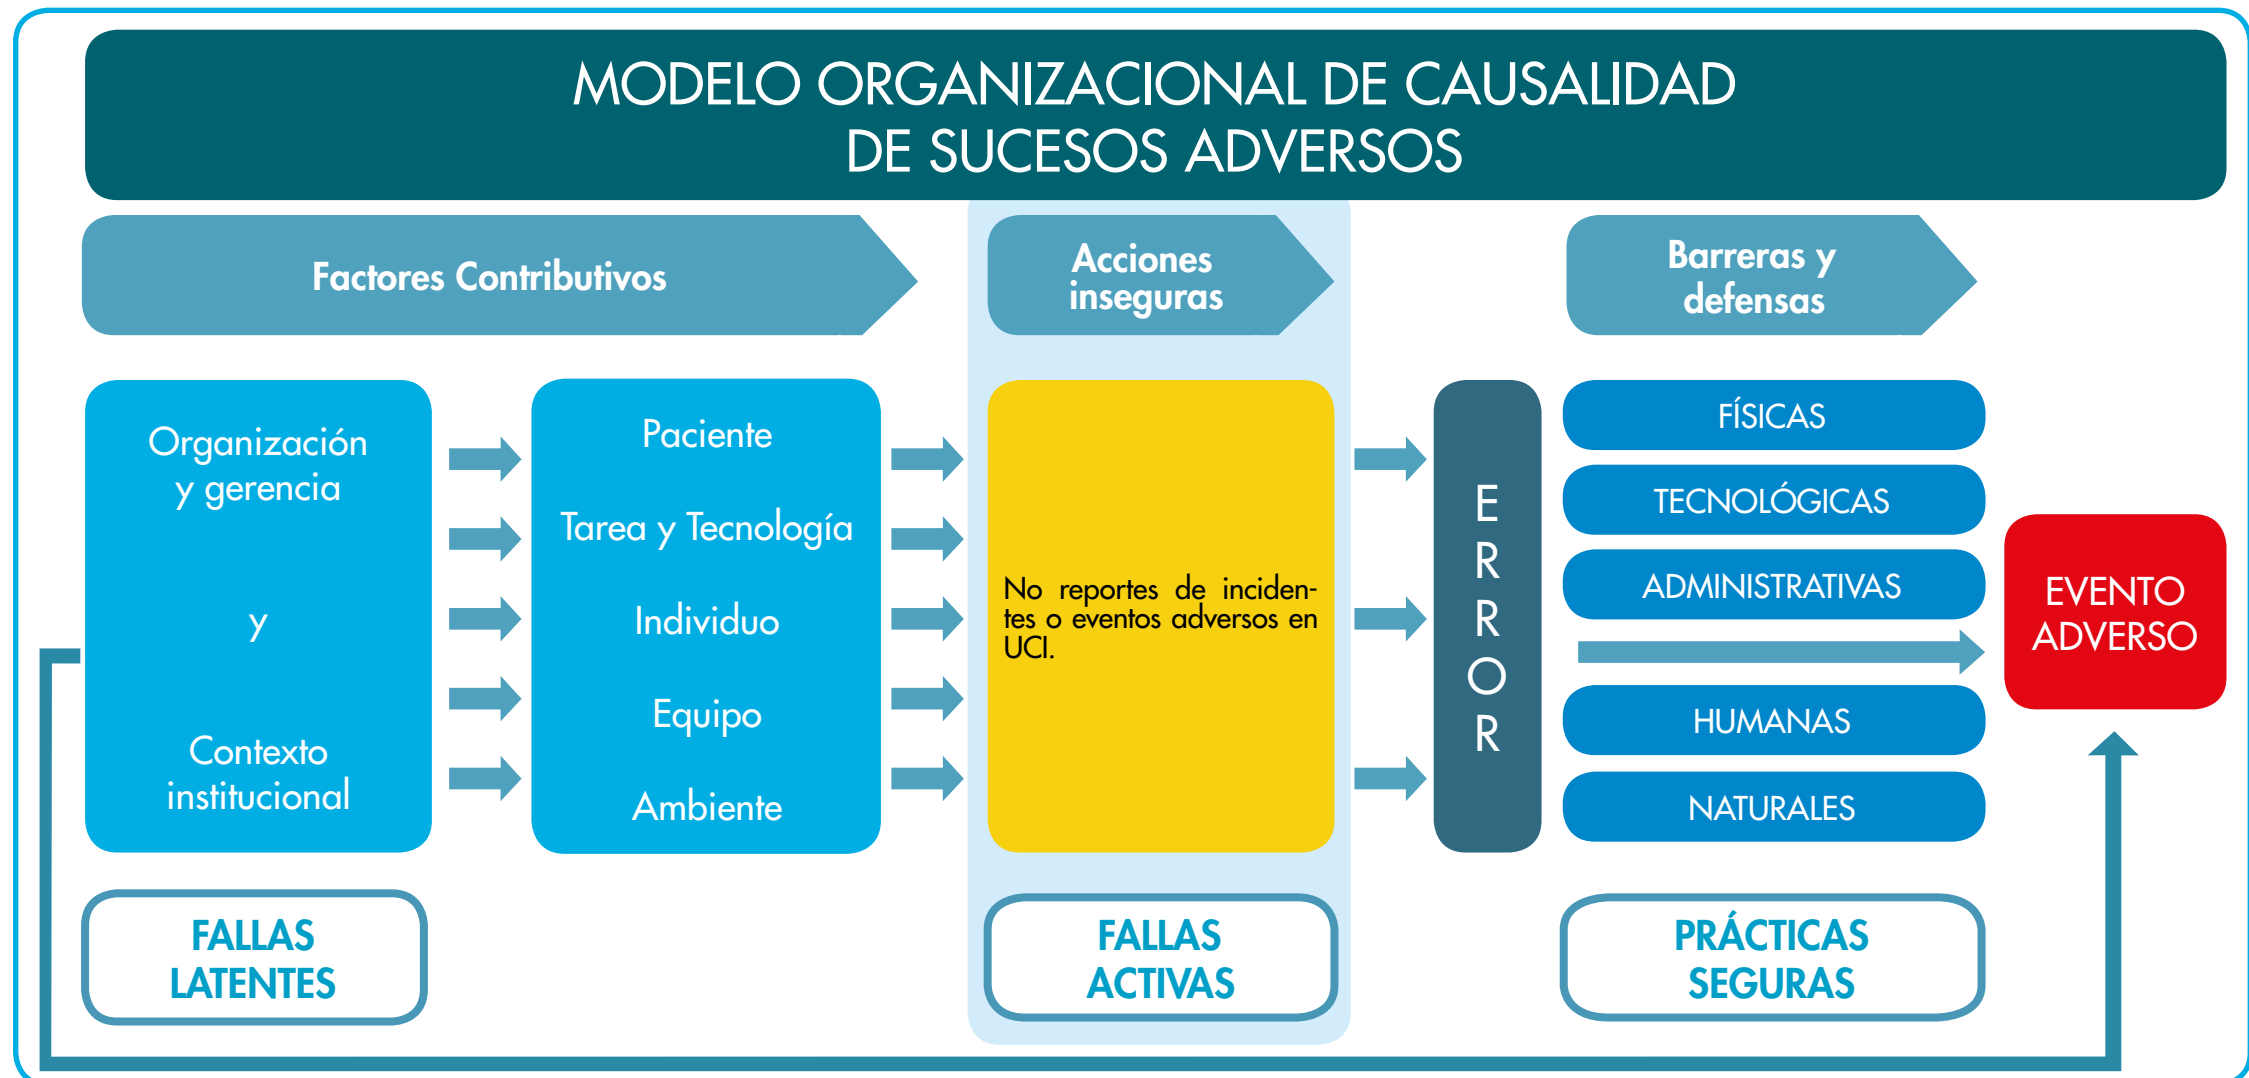 MODELO ORGANIZACIONAL DE CAUSALIDAD
DE SUCESOS ADVERSOS
Factores Contributivos
Acciones
inseguras
Barreras y
defensas
Organización
y gerencia
y
Contexto
institucional
Paciente
Tarea y Tecnología
Individuo
Equipo
Ambiente
No reportes de inciden-
tes o eventos adversos en
UCI.
E
R
R
O
R
FÍSICAS
TECNOLÓGICAS
ADMINISTRATIVAS
HUMANAS
NATURALES
EVENTO
ADVERSO
FALLAS
LATENTES
FALLAS
ACTIVAS
PRÁCTICAS
SEGURAS